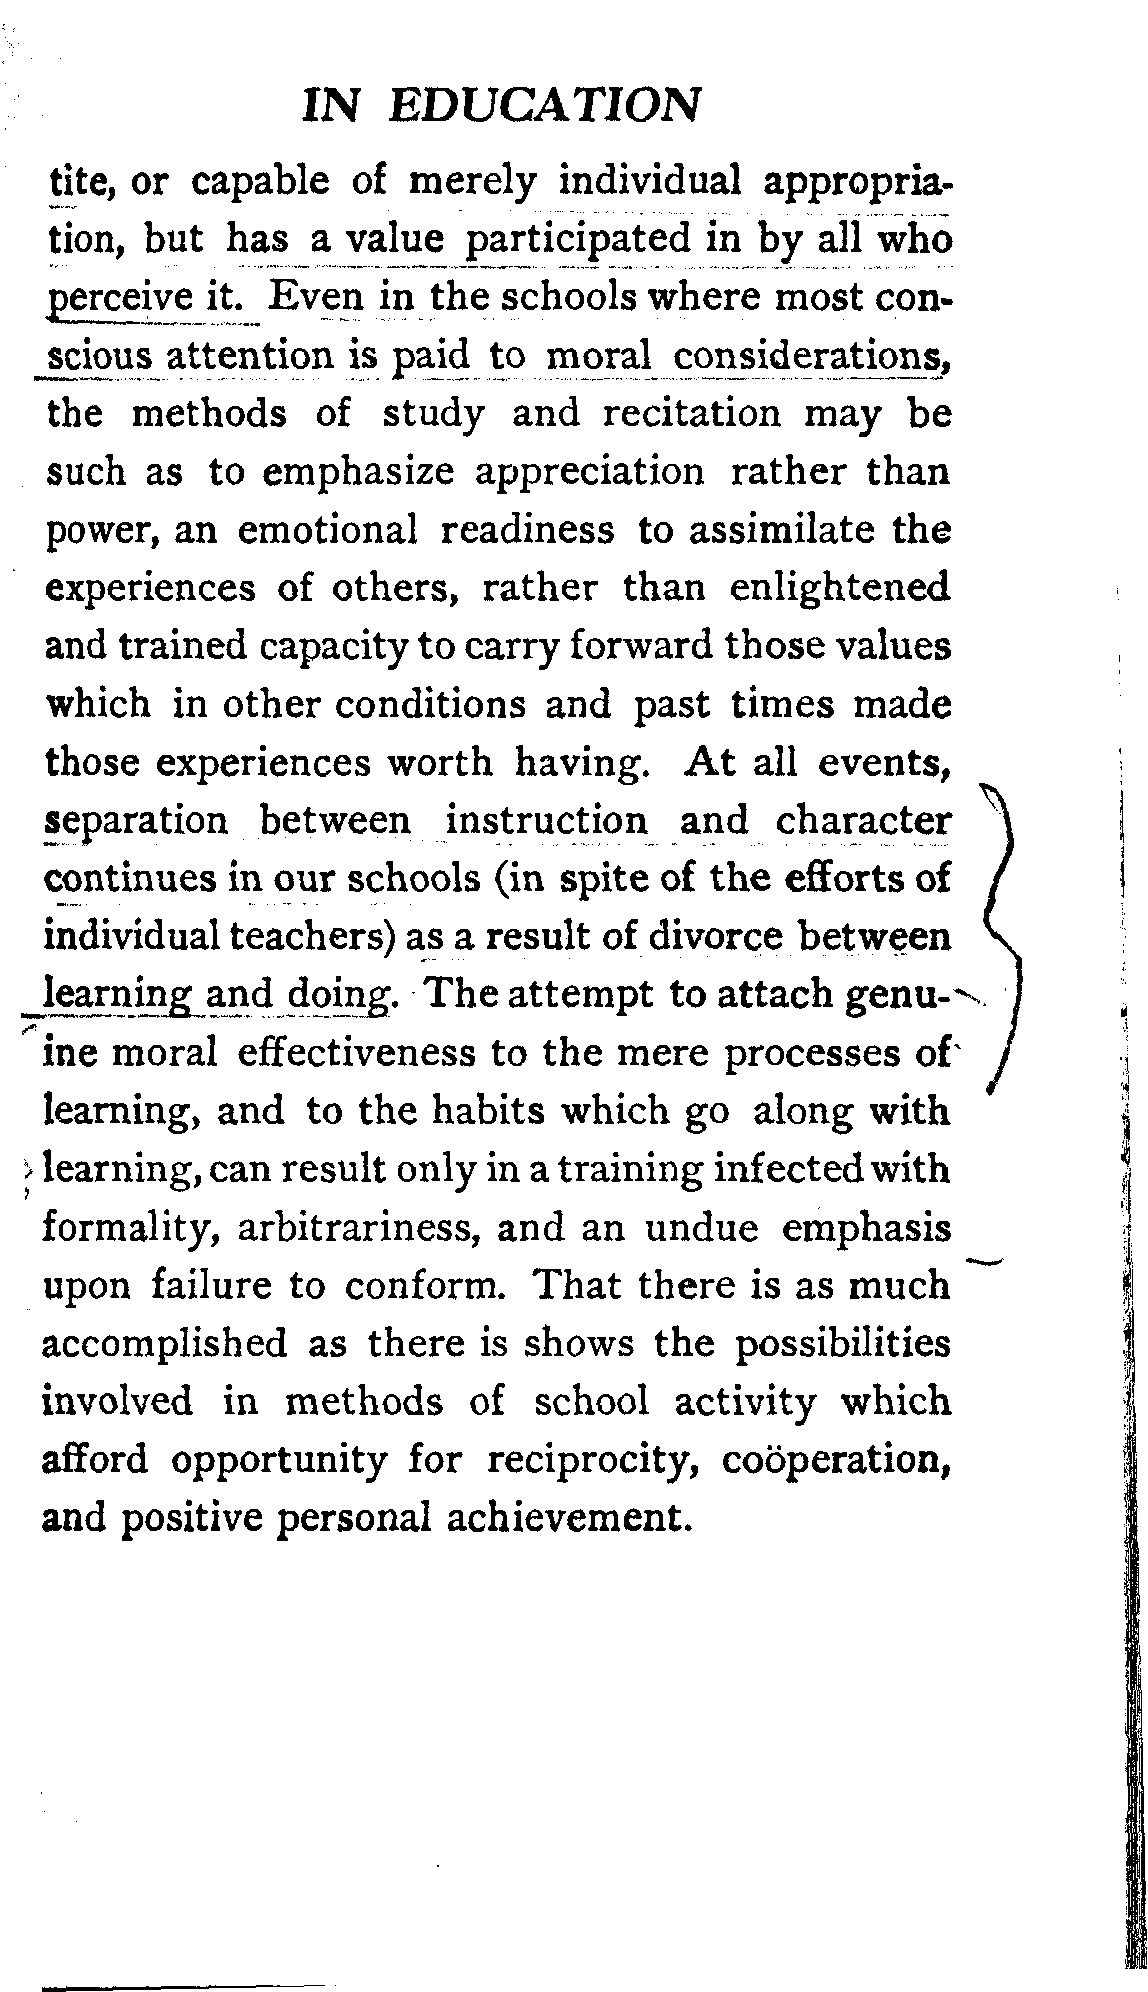 IN EDUCATION
tite, or capable of merely individual appropria-
tion, but has a value participated in by all who
perceive it. Even in the schools where most con-
scious attention is paid to moral considerations,
the methods of study and recitation may be
such as to emphasize appreciation rather than
power, an emotional readiness to assimilate the
experiences of others, rather than enlightened
and trained capacity to carry forward those values
which in other conditions and past times made
those experiences worth having. At all events,
separation between instruction and character
continues in our schools (in spite of the efforts of
individual teachers) as a result of divorce between
learning and doing. The attempt to attach genu-
ine moral effectiveness to the mere processes of
learning, and to the habits which go along with
learning, can result only in a training infected with
formality, arbitrariness, and an undue emphasis
upon failure to conform. That there is as much
accomplished as there is shows the possibilities
involved in methods of school activity which
afford opportunity for reciprocity, coöperation,
and positive personal achievement.